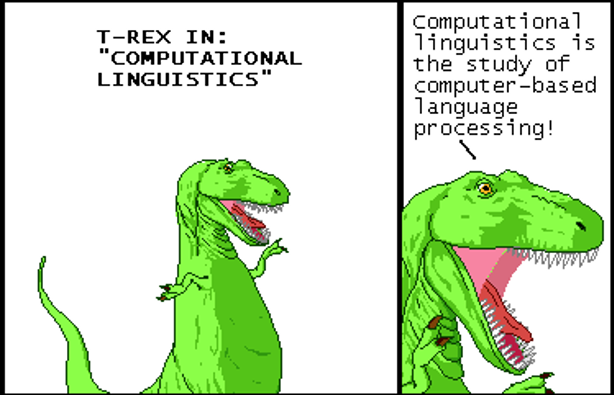 T-REX IN:
"COMPUTATIONAL
LINGUISTICS"
Computational
linguistics is
the study of
computer-based
language
processing!